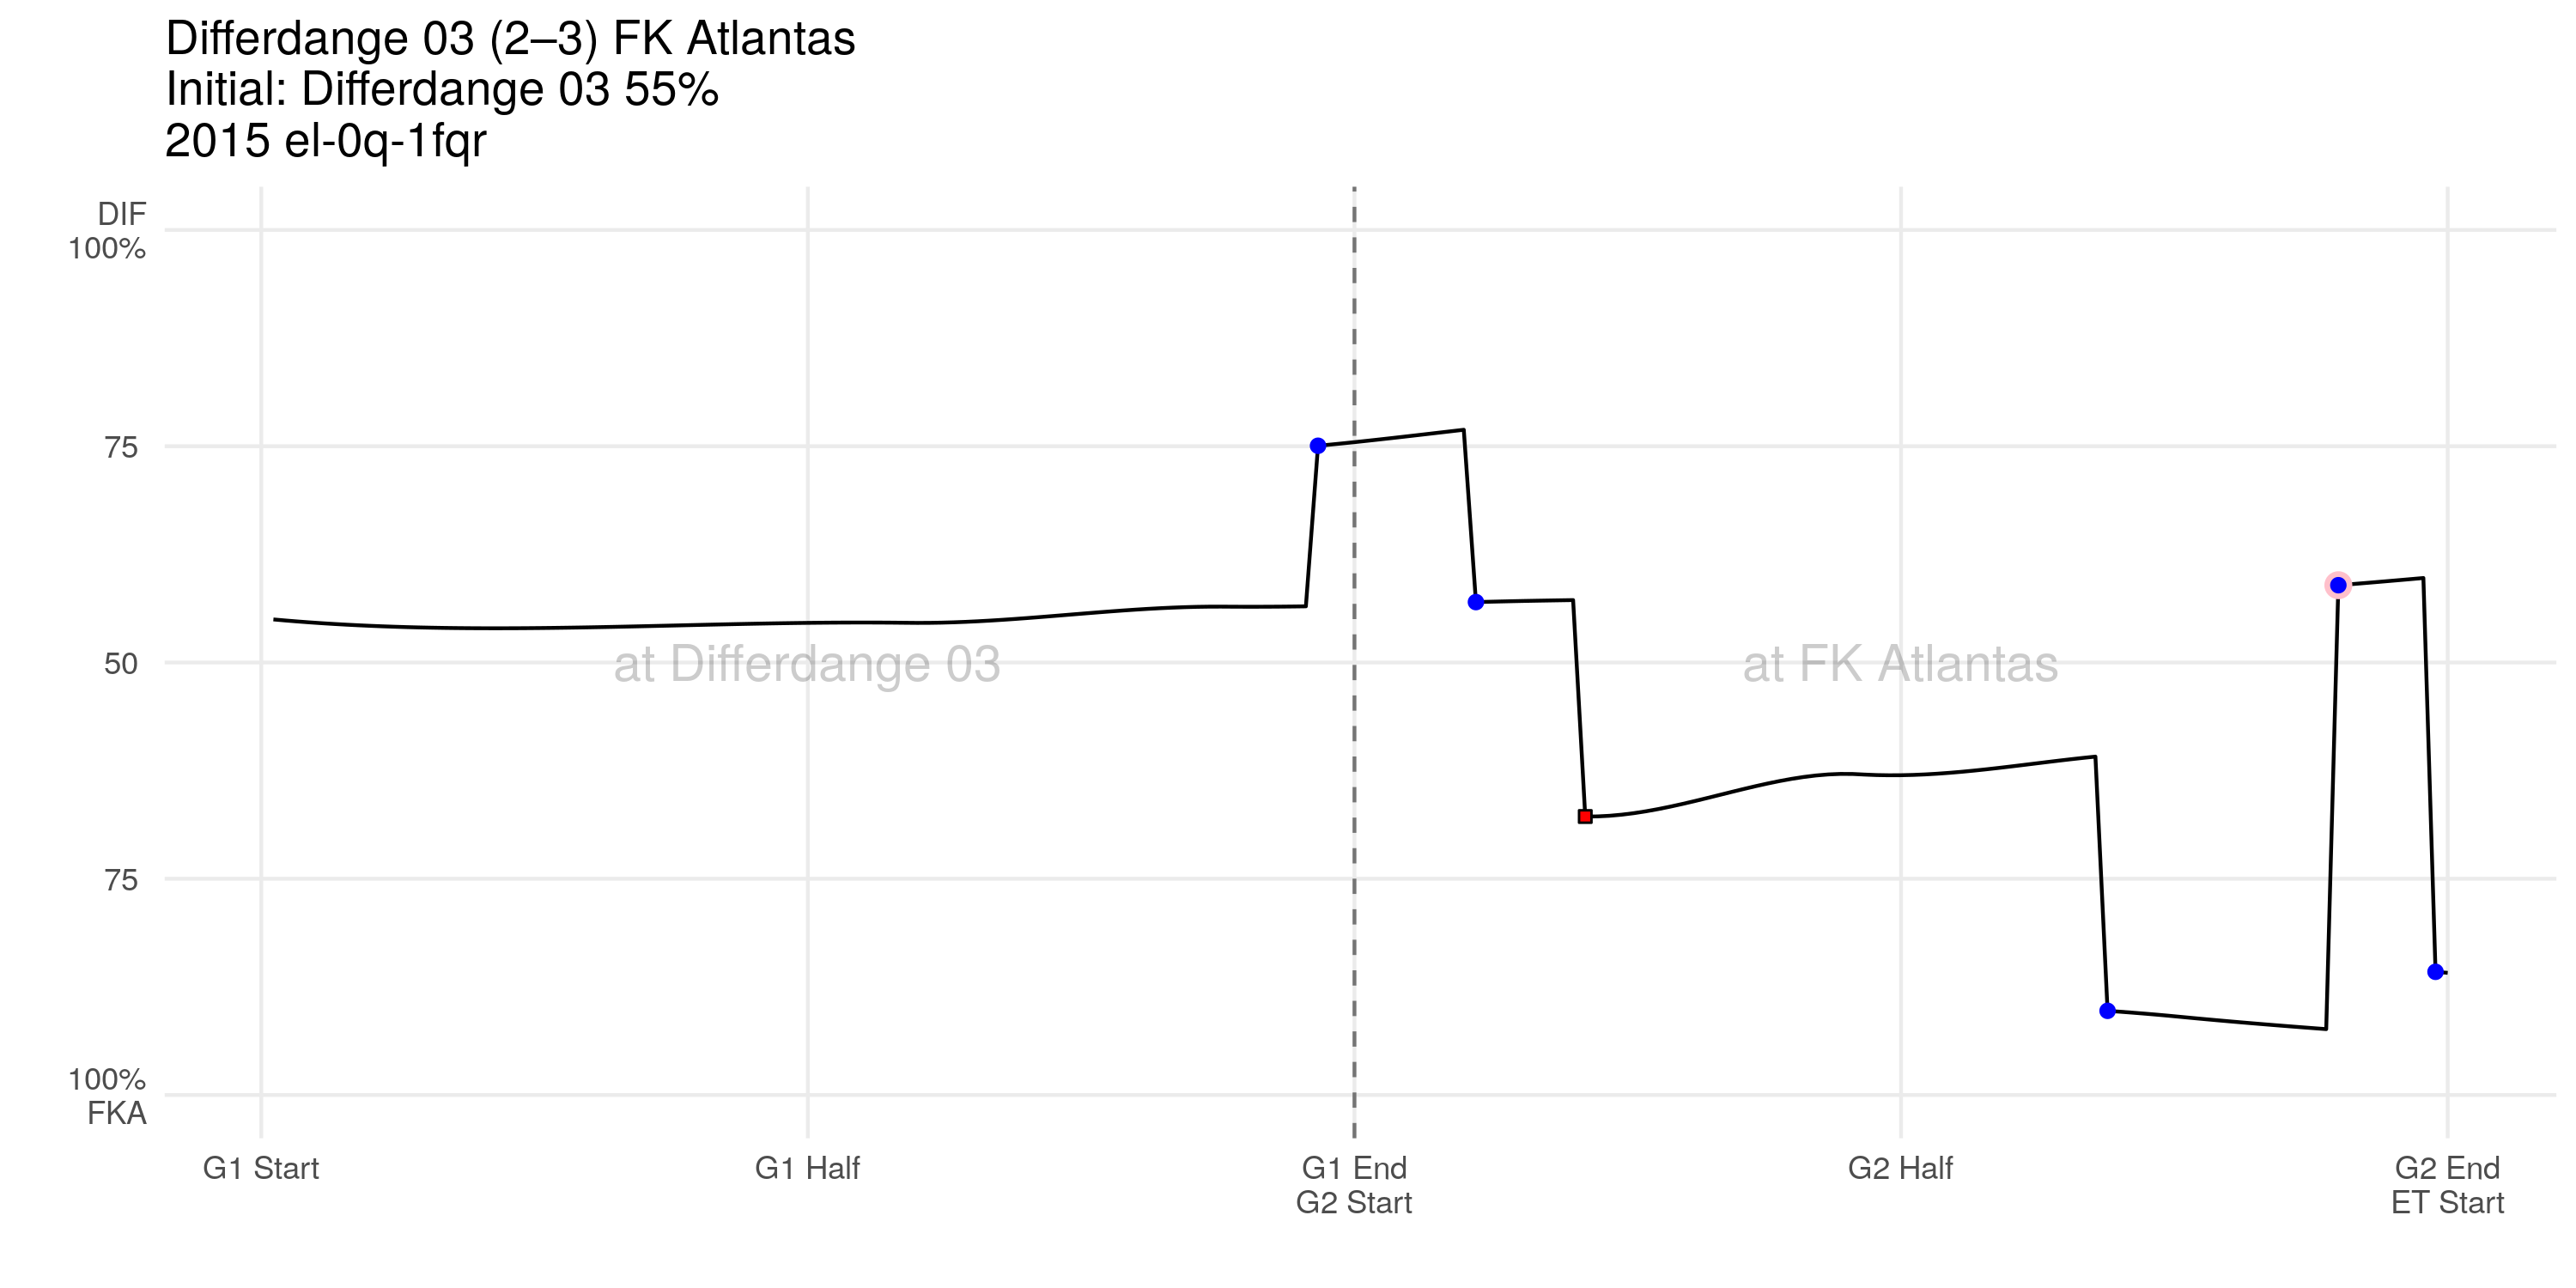 Differdange 03 (2–3) FK Atlantas
Initial: Differdange 03 55%
2015 el-0q-1fqr
DIF
100%
75
50
75
100%
FKA
at Differdange 03
at FK Atlantas
G1 Start
G1 Half
G1 End
G2 Start
G2 Half
G2 End
ET Start